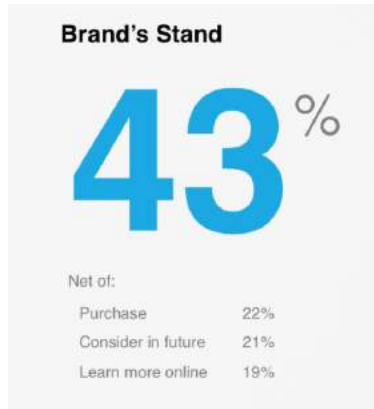 Brand's Stand
43%
Net of:
Purchase 22%
Consider in future 21%
Learn more online 19%